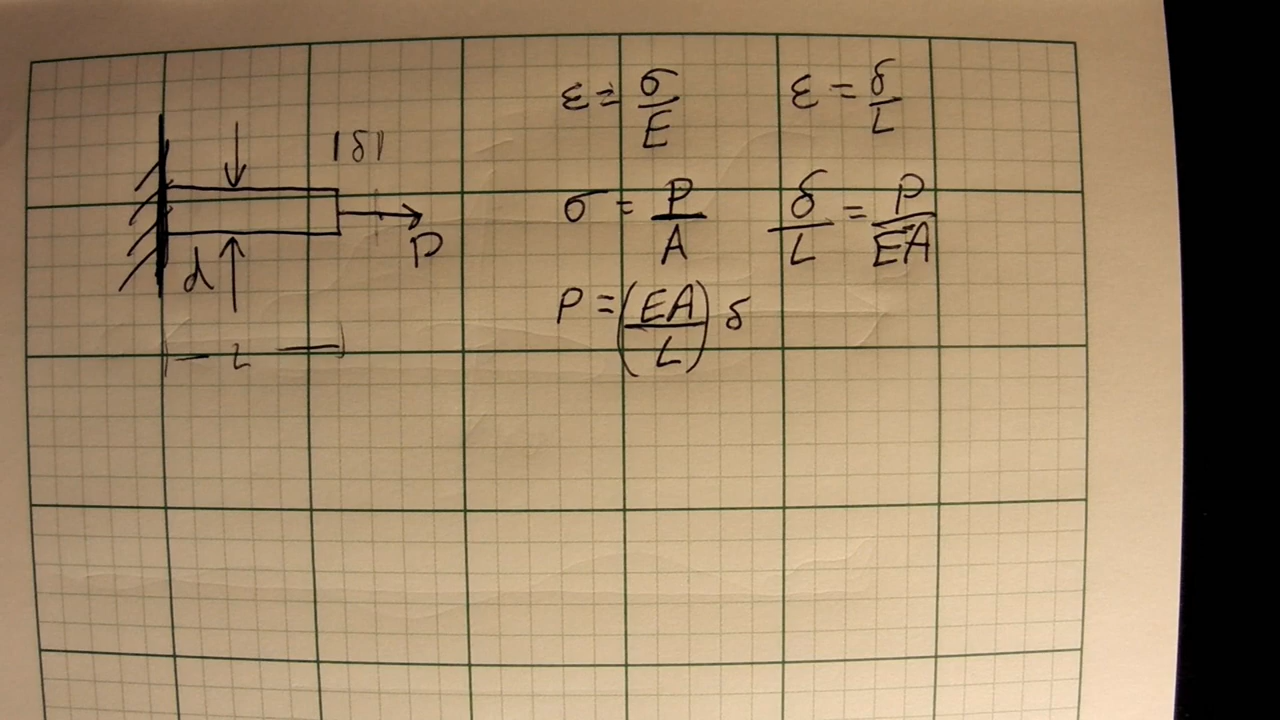 |δ|
P
d
L
ε = σ/E
ε = δ/L
σ = P/A
δ/L = P/EA
P = (EA/L) δ